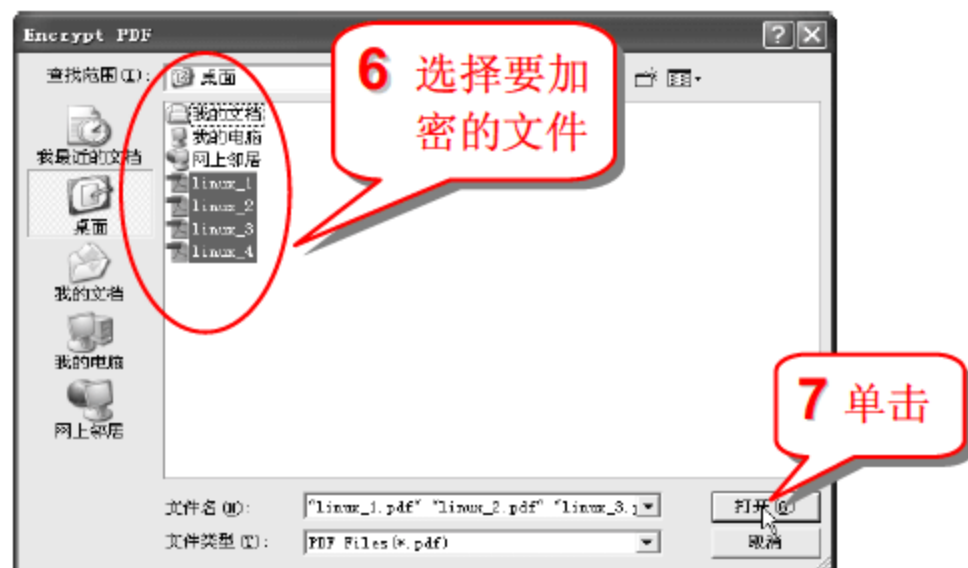 Encrypt PDF
查找范围(I):
桌面
6 选择要加
密的文件
我的文档
我的电脑
网上邻居
linux_1
linux_2
linux_3
linux_4
我最近的文档
桌面
我的文档
我的电脑
网上邻居
7 单击
文件名(N):
"linux_1.pdf" "linux_2.pdf" "linux_3.p
打开(O)
文件类型(T):
PDF Files(*.pdf)
取消